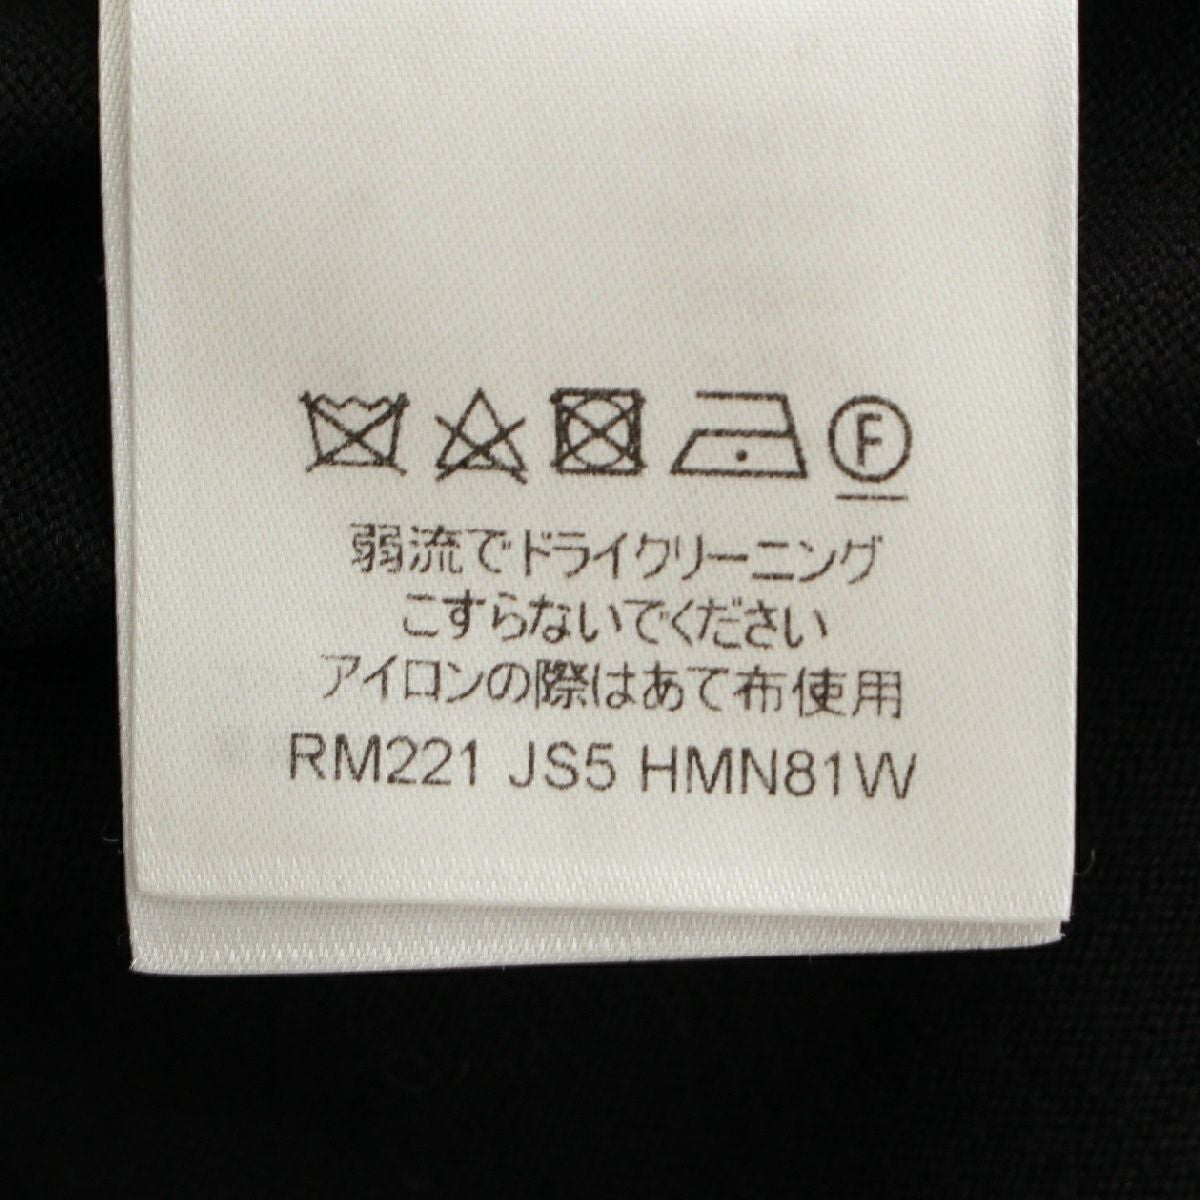 F
弱流でドライクリーニング
こすらないでください
アイロンの際はあて布使用
RM221 JS5 HMN81W